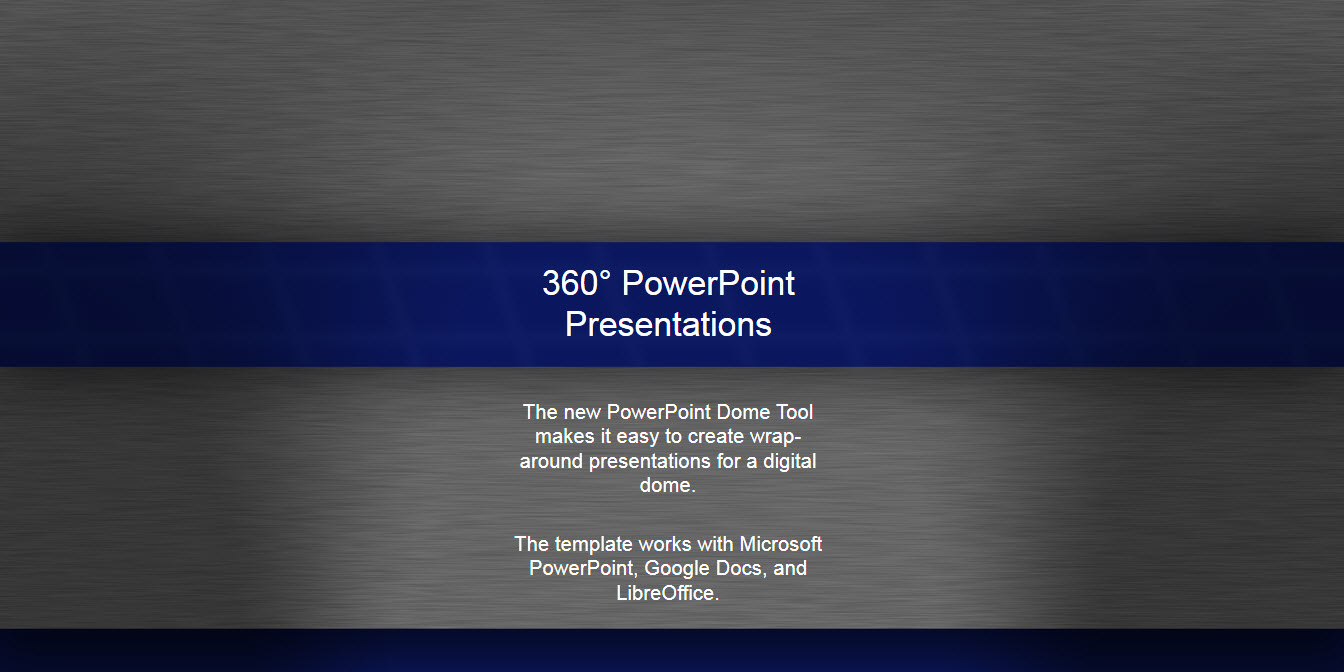 360° PowerPoint
Presentations
The new PowerPoint Dome Tool
makes it easy to create wrap-
around presentations for a digital
dome.
The template works with Microsoft
PowerPoint, Google Docs, and
LibreOffice.